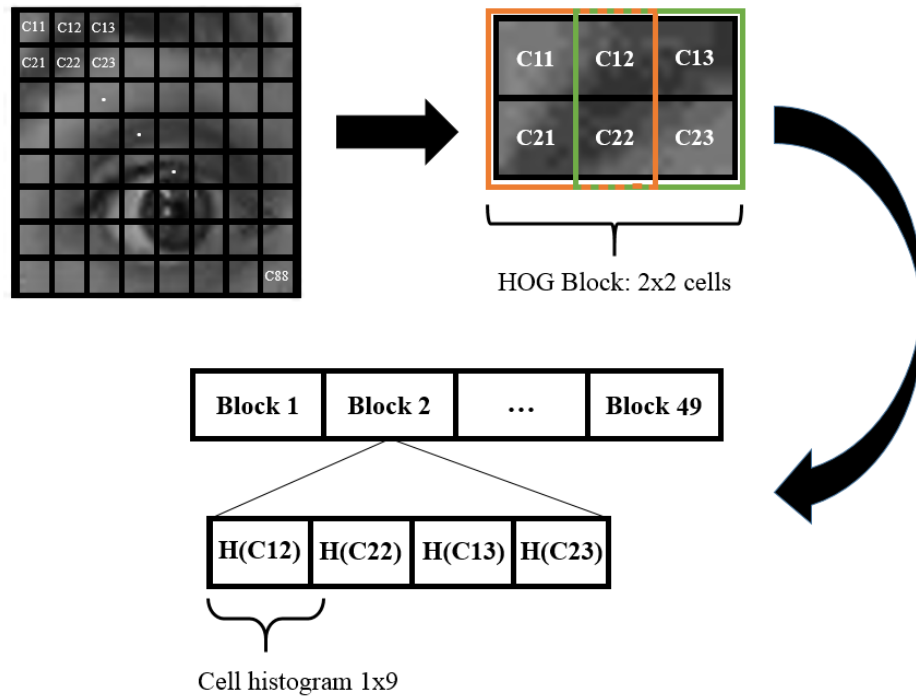 C11 C12 C13
C21 C22 C23
C88
C11 C12 C13
C21 C22 C23
HOG Block: 2x2 cells
Block 1 Block 2 ... Block 49
H(C12) H(C22) H(C13) H(C23)
Cell histogram 1x9